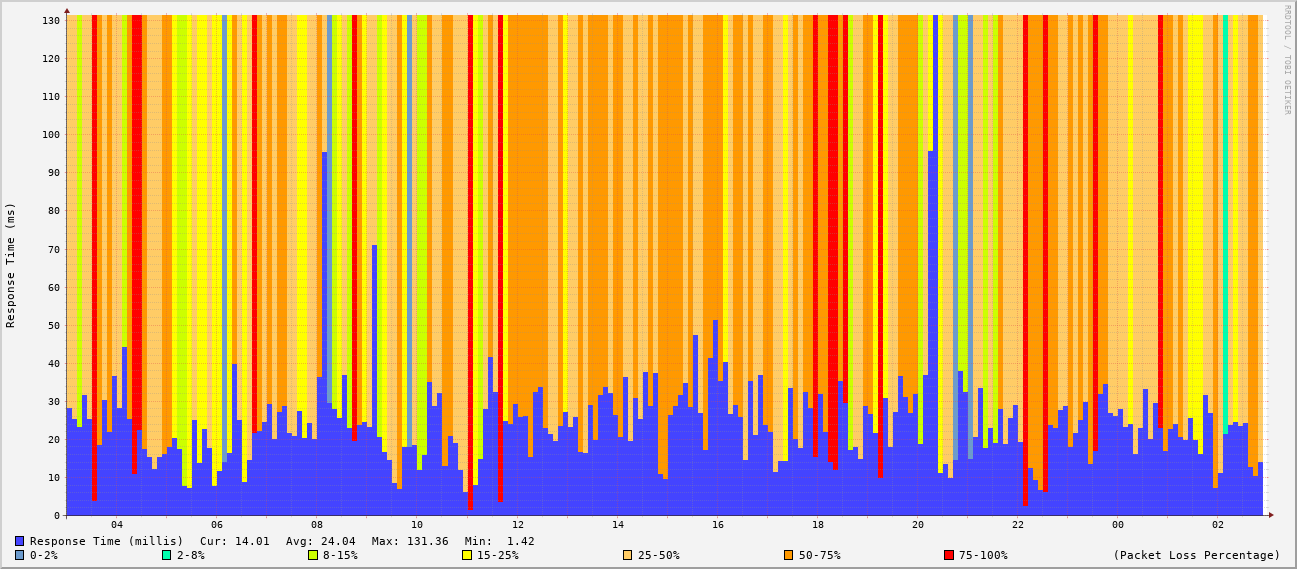 RRDTOOL / TOBI OETIKER
Response Time (ms)
130
120
110
100
90
80
70
60
50
40
30
20
10
0
04 06 08 10 12 14 16 18 20 22 00 02
Response Time (millis) Cur: 14.01 Avg: 24.04 Max: 131.36 Min: 1.42
0-2% 2-8% 8-15% 15-25% 25-50% 50-75% 75-100% (Packet Loss Percentage)